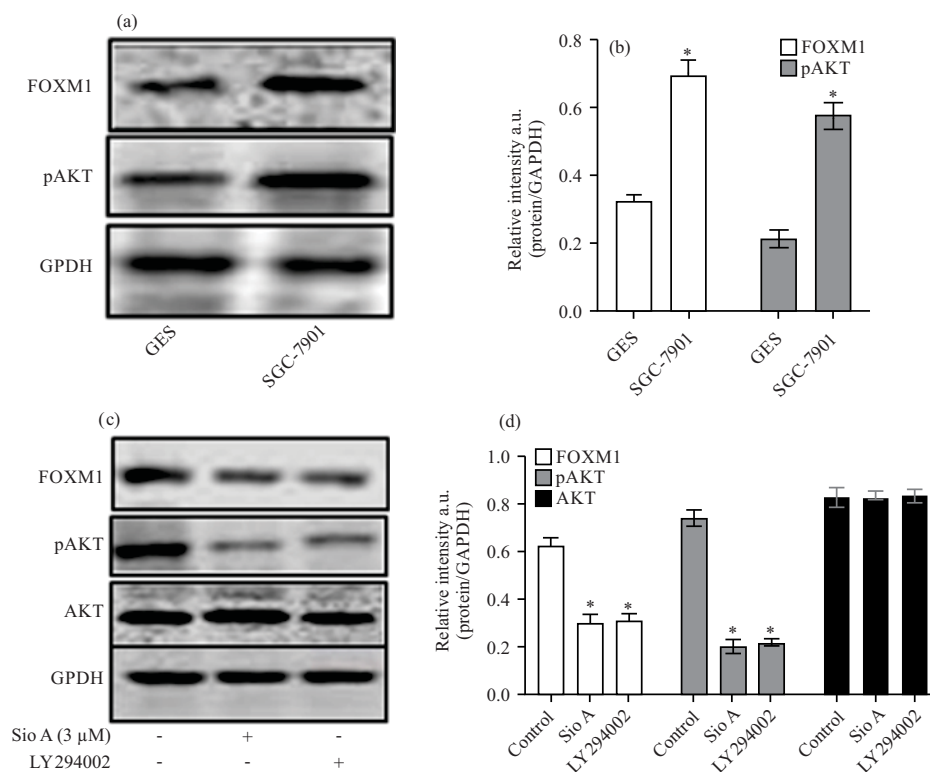 (a)
FOXM1
pAKT
GPDH
GES
SGC-7901
(b)
FOXM1
pAKT
Relative intensity a.u.
(protein/GAPDH)
0.8
0.6
0.4
0.2
0.0
*
*
GES
SGC-7901
GES
SGC-7901
(c)
FOXM1
pAKT
AKT
GPDH
Sio A (3 µM) - + -
LY294002 - - +
(d)
FOXM1
pAKT
AKT
Relative intensity a.u.
(protein/GAPDH)
1.0
0.8
0.6
0.4
0.2
0.0
* *
* *
Control
Sio A
LY294002
Control
Sio A
LY294002
Control
Sio A
LY294002